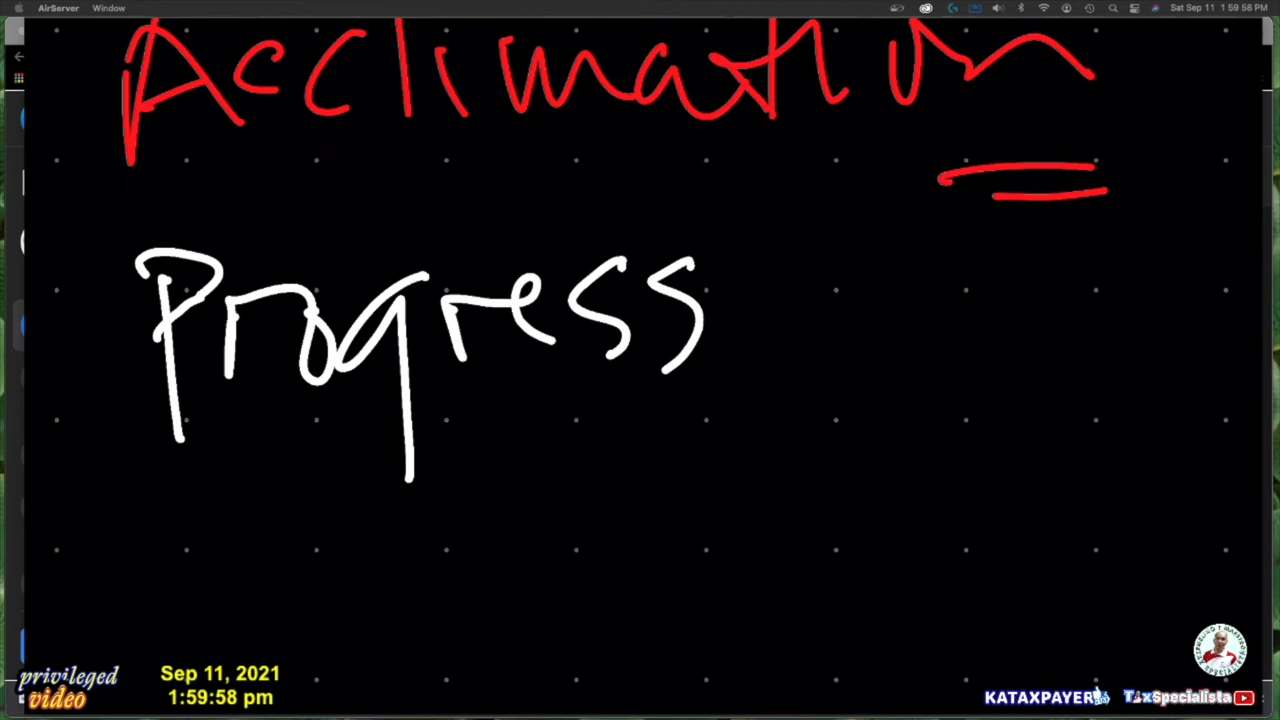 AirServer Window Sat Sep 11 1 59 58 PM
Acclimation
Progress
privileged
video
Sep 11, 2021
1:59:58 pm
KATAXPAYER
TaxSpecialista